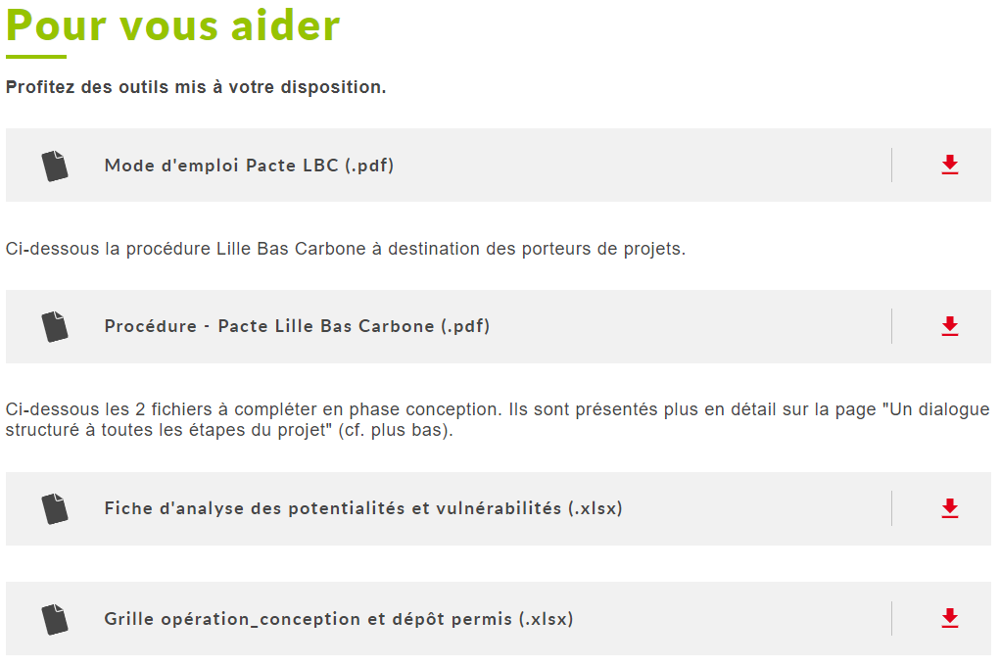 Pour vous aider
Profitez des outils mis à votre disposition.
Mode d'emploi Pacte LBC (.pdf)
Ci-dessous la procédure Lille Bas Carbone à destination des porteurs de projets.
Procédure - Pacte Lille Bas Carbone (.pdf)
Ci-dessous les 2 fichiers à compléter en phase conception. Ils sont présentés plus en détail sur la page "Un dialogue
structuré à toutes les étapes du projet" (cf. plus bas).
Fiche d'analyse des potentialités et vulnérabilités (.xlsx)
Grille opération_conception et dépôt permis (.xlsx)